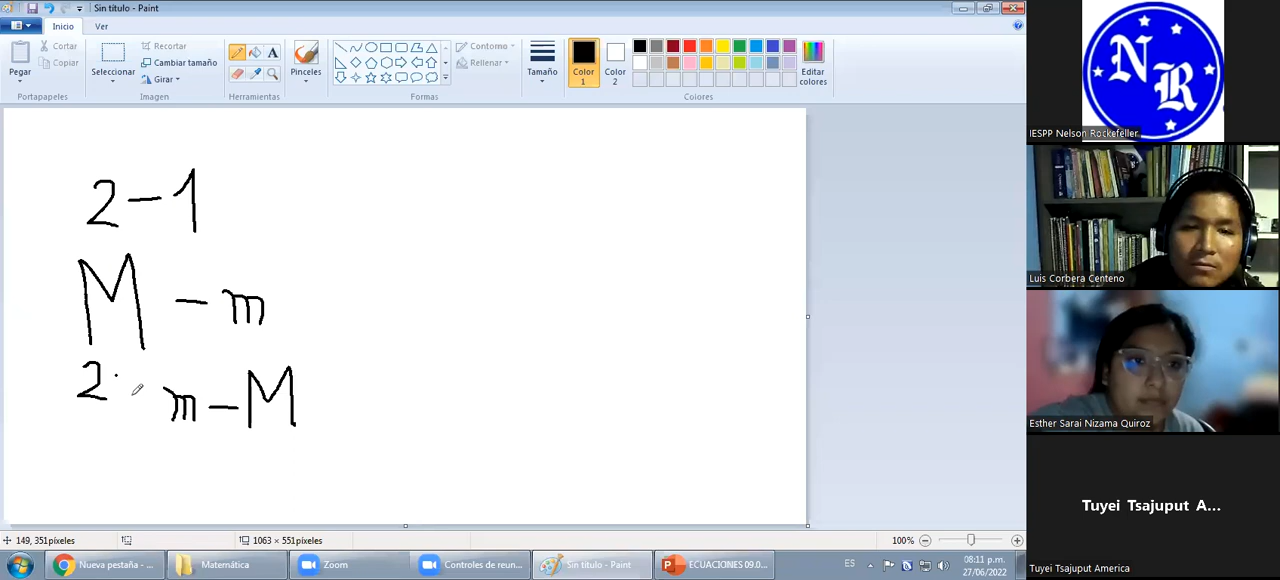 Sin título - Paint
Inicio Ver
Pegar
Cortar
Copiar
Portapapeles
Seleccionar
Recortar
Cambiar tamaño
Girar
Imagen
Herramientas
Pinceles
Formas
Contorno
Rellenar
Tamaño
Color 1
Color 2
Editar colores
Colores
2 - 1
M - m
2.
m - M
149, 351píxeles
1063 × 551píxeles
100%
Nueva pestaña - ...
Matemática
Zoom
Controles de reun...
Sin título - Paint
ECUACIONES 09.0...
ES
08:11 p.m.
27/06/2022
N R
IESPP Nelson Rockefeller
Luis Corbera Centeno
Esther Sarai Nizama Quiroz
Tuyei Tsajuput A...
Tuyei Tsajuput America